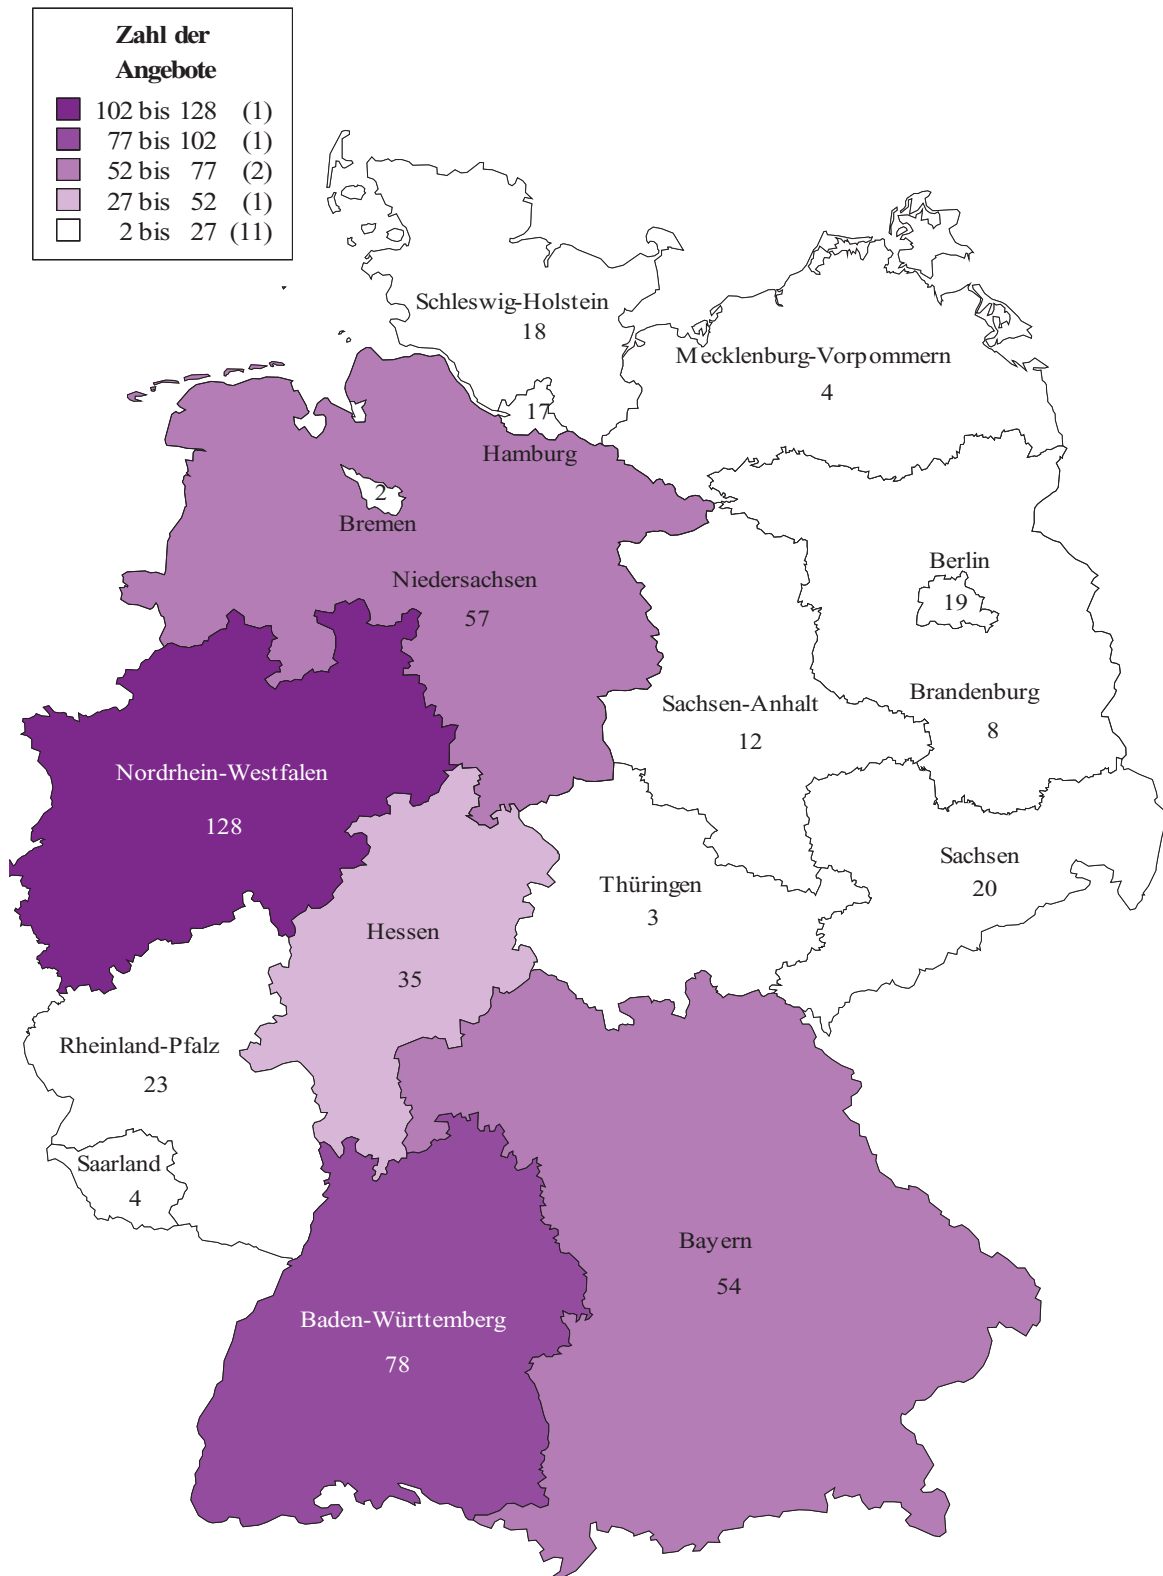 Zahl der
Angebote
102 bis 128 (1)
77 bis 102 (1)
52 bis 77 (2)
27 bis 52 (1)
2 bis 27 (11)
Schleswig-Holstein
18
Mecklenburg-Vorpommern
4
17
Hamburg
2
Bremen
Niedersachsen
57
Berlin
19
Brandenburg
8
Sachsen-Anhalt
12
Nordrhein-Westfalen
128
Sachsen
20
Thüringen
3
Hessen
35
Rheinland-Pfalz
23
Saarland
4
Bayern
54
Baden-Württemberg
78